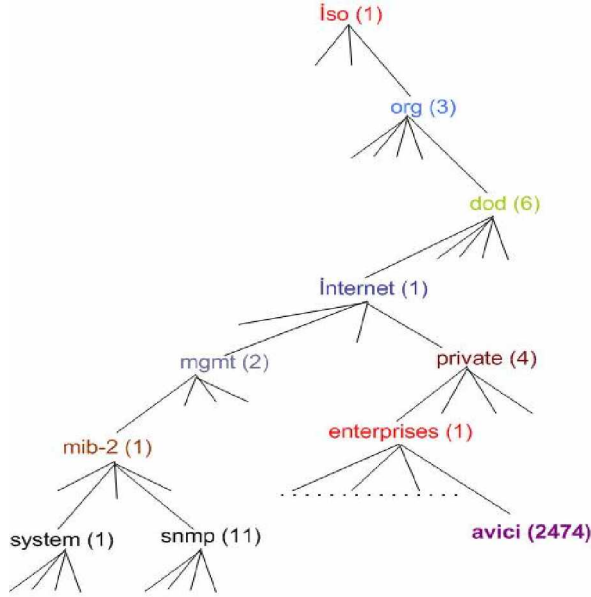 İso (1)
org (3)
dod (6)
İnternet (1)
mgmt (2)
private (4)
enterprises (1)
mib-2 (1)
system (1)
snmp (11)
avici (2474)